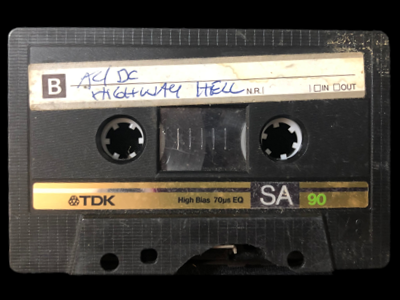 AC/DC
B HIGHWAY HELL N.R. IN OUT
TDK High Bias 70µs EQ SA 90